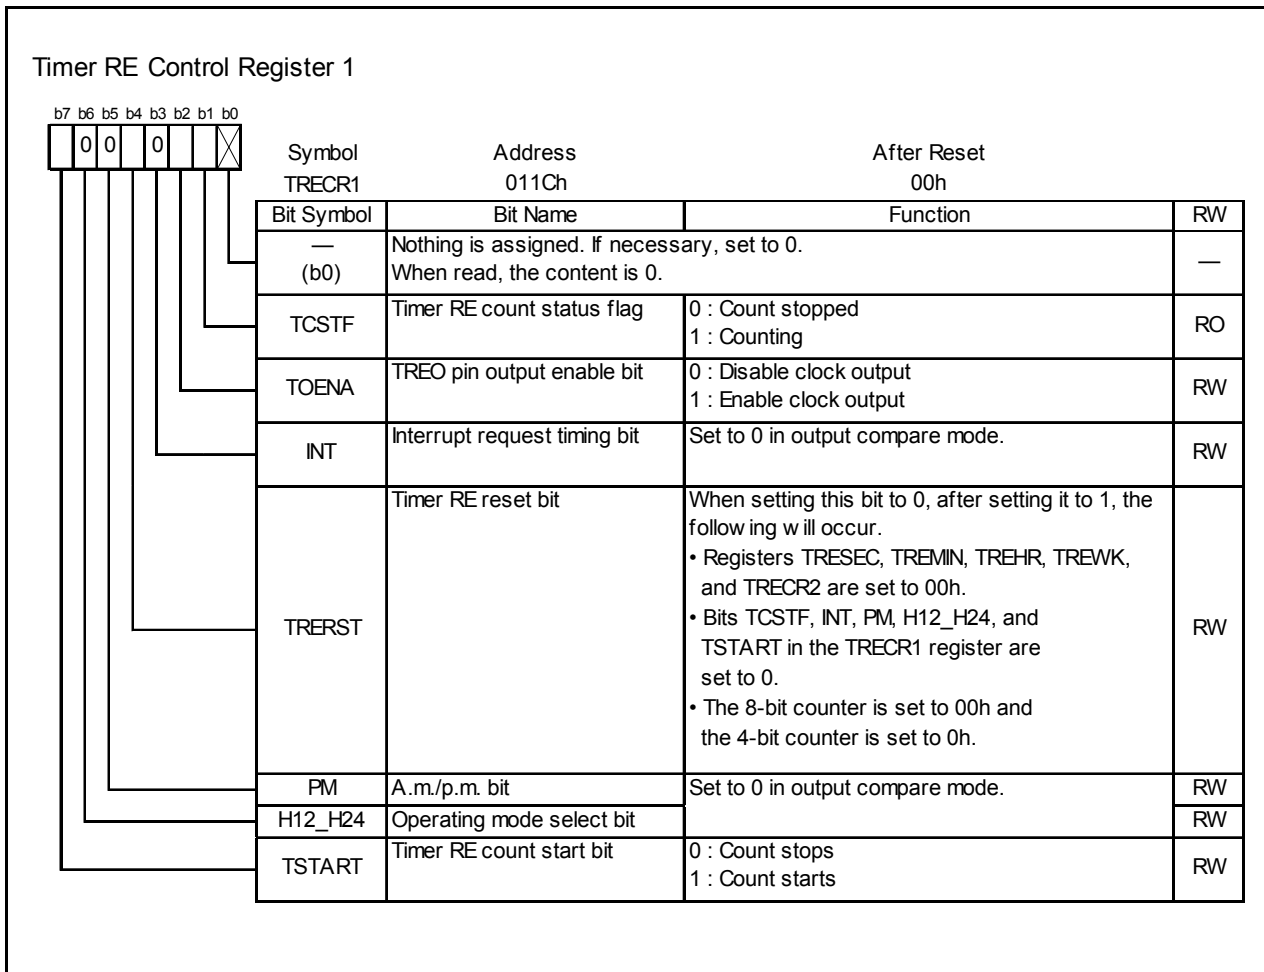 Timer RE Control Register 1
b7 b6 b5 b4 b3 b2 b1 b0
0 0 0
Symbol Address After Reset
TRECR1 011Ch 00h
Bit Symbol Bit Name Function RW
—
(b0)
Nothing is assigned. If necessary, set to 0.
When read, the content is 0.
—
TCSTF
Timer RE count status flag
0 : Count stopped
1 : Counting
RO
TOENA
TREO pin output enable bit
0 : Disable clock output
1 : Enable clock output
RW
INT
Interrupt request timing bit
Set to 0 in output compare mode.
RW
TRERST
Timer RE reset bit
When setting this bit to 0, after setting it to 1, the
following will occur.
• Registers TRESEC, TREMIN, TREHR, TREWK,
and TRECR2 are set to 00h.
• Bits TCSTF, INT, PM, H12_H24, and
TSTART in the TRECR1 register are
set to 0.
• The 8-bit counter is set to 00h and
the 4-bit counter is set to 0h.
RW
PM A.m./p.m. bit Set to 0 in output compare mode. RW
H12_H24 Operating mode select bit RW
TSTART
Timer RE count start bit
0 : Count stops
1 : Count starts
RW